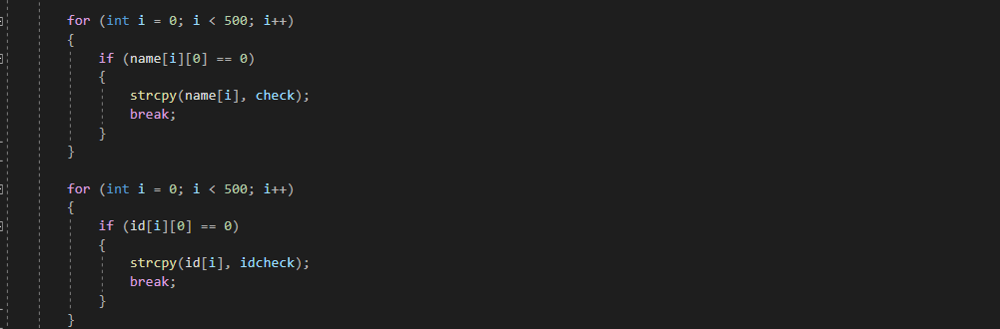 for (int i = 0; i < 500; i++)
{
if (name[i][0] == 0)
{
strcpy(name[i], check);
break;
}
}
for (int i = 0; i < 500; i++)
{
if (id[i][0] == 0)
{
strcpy(id[i], idcheck);
break;
}
}